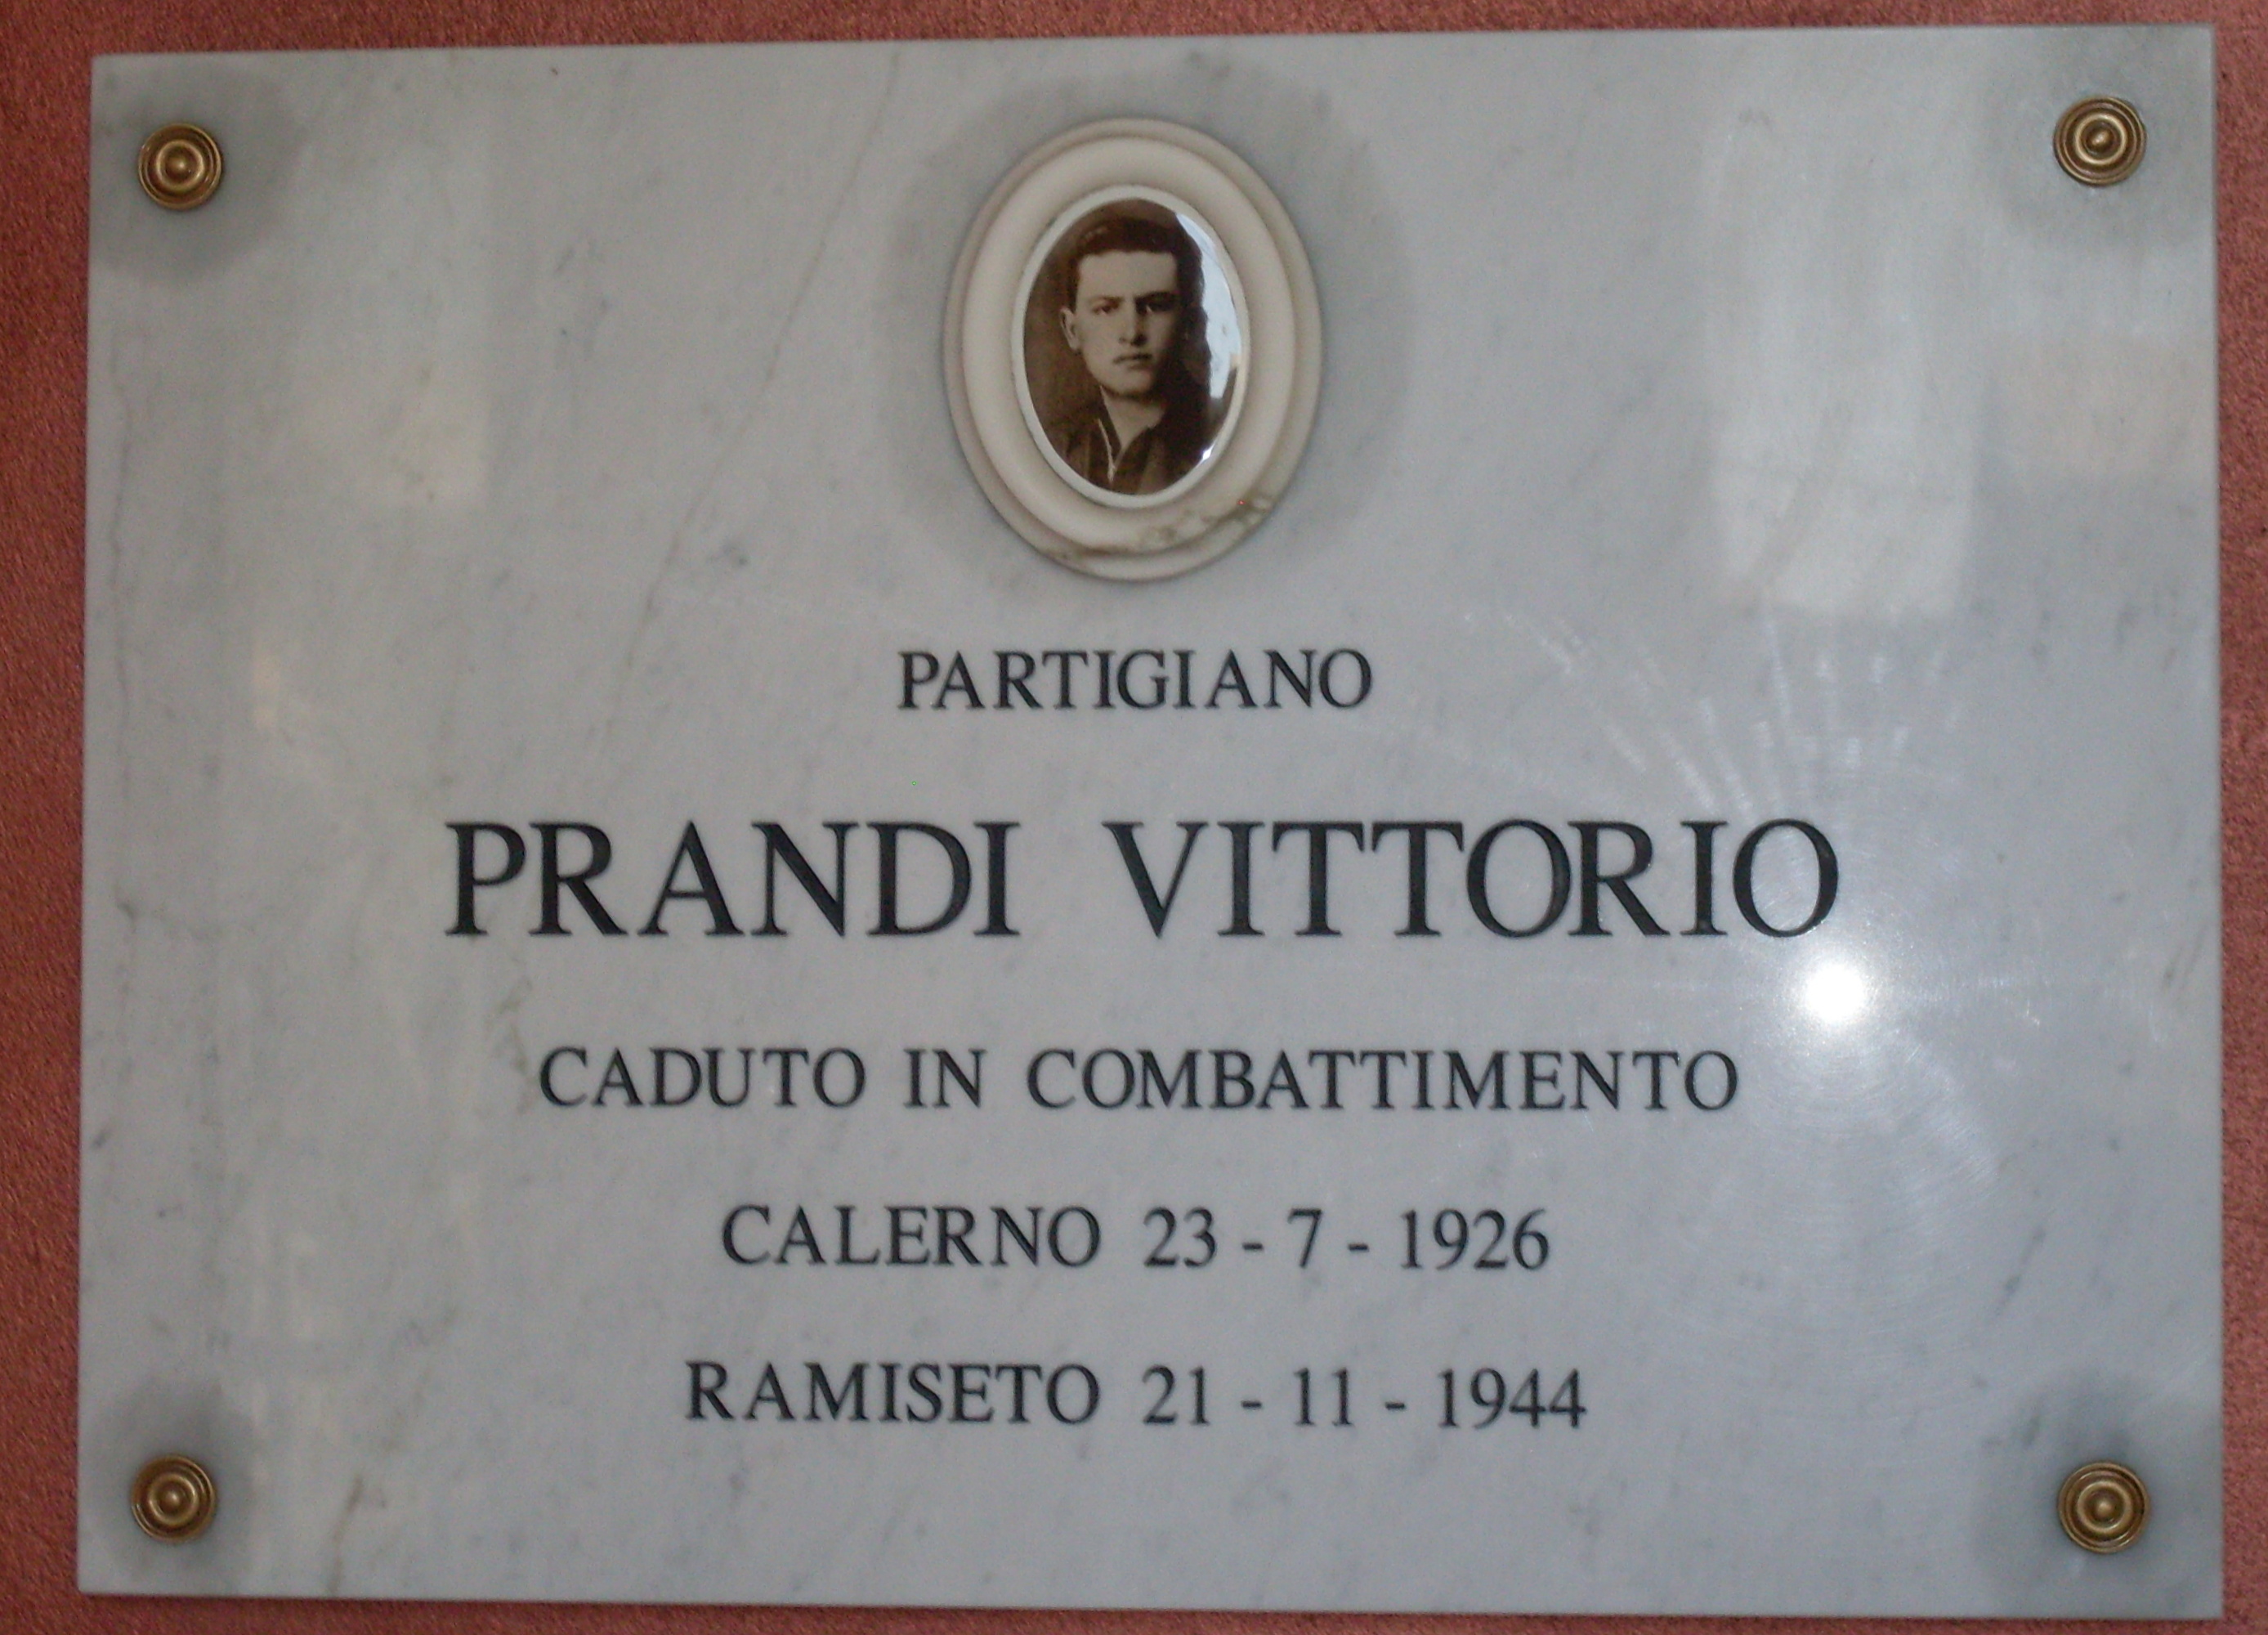 PARTIGIANO
PRANDI VITTORIO
CADUTO IN COMBATTIMENTO
CALERNO 23 - 7 - 1926
RAMISETO 21 - 11 - 1944